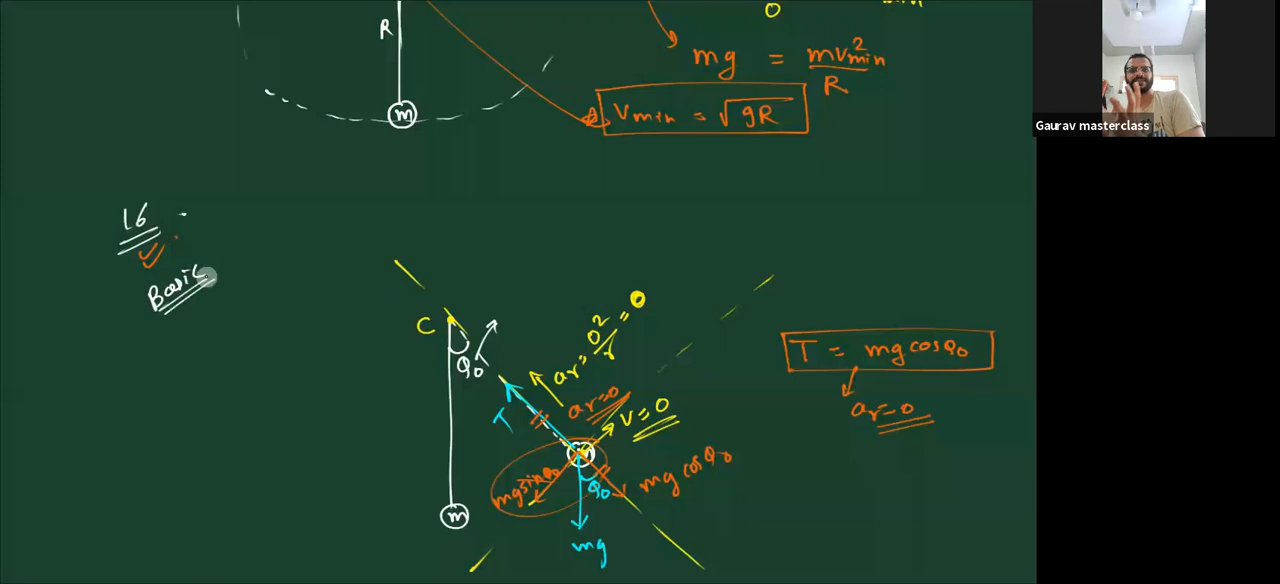 R
0
mg = mv²min / R
m
Vmin = √gR
Gaurav masterclass
16
Basic
C
θ0
ar = 0²/r = 0
T = mg cosθ0
ar = 0
ar = 0
V = 0
T
m
mg sinθ0
θ0
mg cosθ0
m
mg